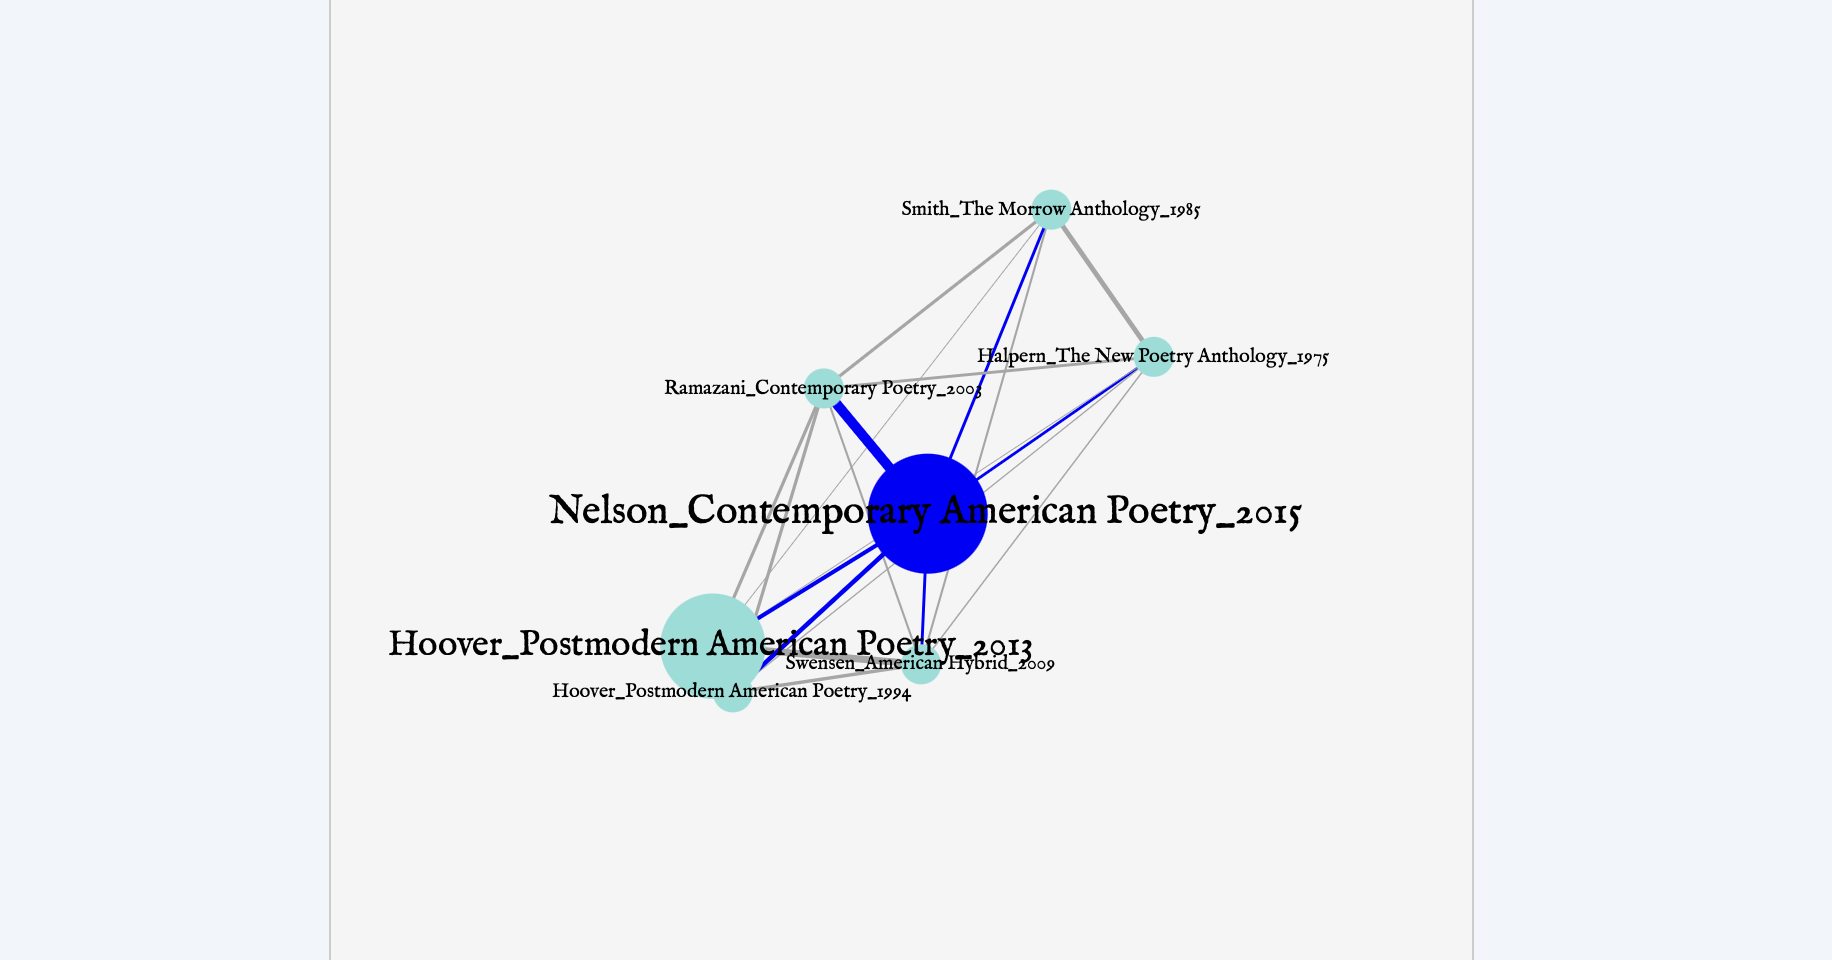 Smith_The Morrow Anthology_1985
Halpern_The New Poetry Anthology_1975
Ramazani_Contemporary Poetry_2003
Nelson_Contemporary American Poetry_2015
Hoover_Postmodern American Poetry_2013
Swensen_American Hybrid_2009
Hoover_Postmodern American Poetry_1994